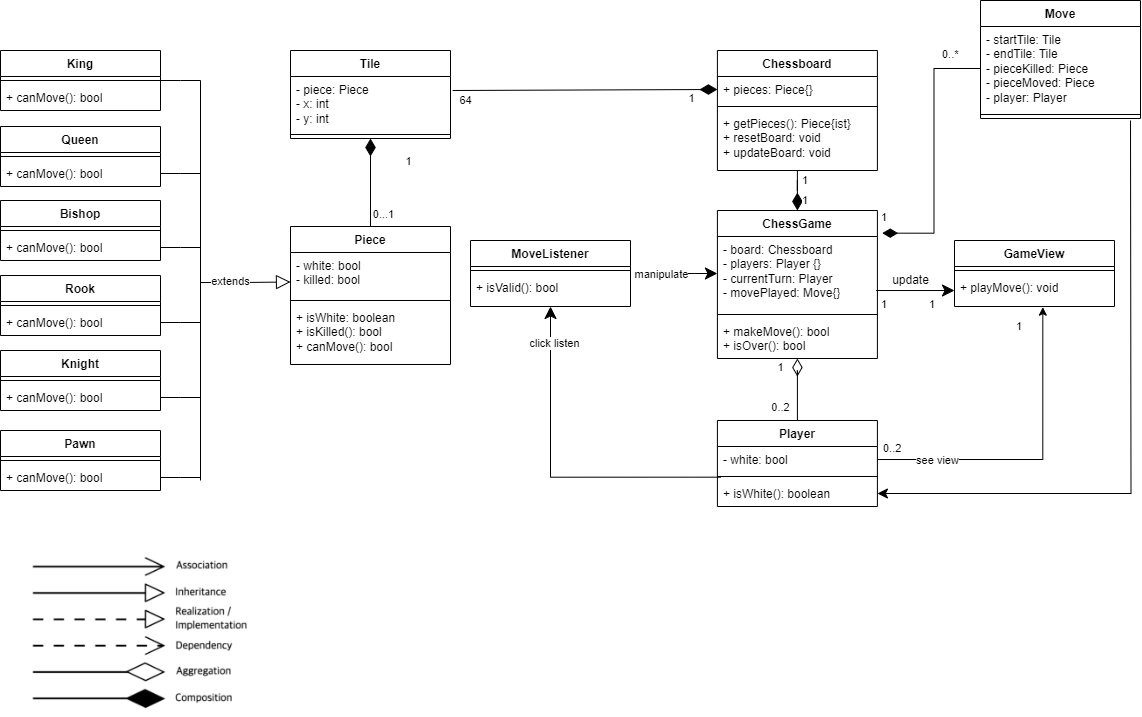 Move
- startTile: Tile
- endTile: Tile
- pieceKilled: Piece
- pieceMoved: Piece
- player: Player
King
+ canMove(): bool
Queen
+ canMove(): bool
Bishop
+ canMove(): bool
Rook
+ canMove(): bool
Knight
+ canMove(): bool
Pawn
+ canMove(): bool
extends
Tile
- piece: Piece
- x: int
- y: int
64
1
1
0...1
Piece
- white: bool
- killed: bool
+ isWhite: boolean
+ isKilled(): bool
+ canMove(): bool
Chessboard
+ pieces: Piece{}
+ getPieces(): Piece{ist}
+ resetBoard: void
+ updateBoard: void
1
1
0..*
1
MoveListener
+ isValid(): bool
manipulate
click listen
ChessGame
- board: Chessboard
- players: Player {}
- currentTurn: Player
- movePlayed: Move{}
+ makeMove(): bool
+ isOver(): bool
update
1
1
GameView
+ playMove(): void
1
1
0..2
Player
- white: bool
+ isWhite(): boolean
0..2
see view
Association
Inheritance
Realization /
Implementation
Dependency
Aggregation
Composition